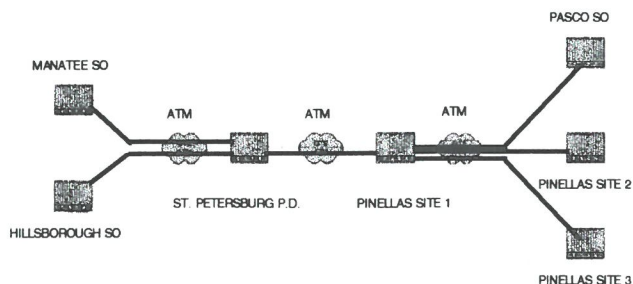 PASCO SO
MANATEE SO
ATM
ATM
ATM
ST. PETERSBURG P.D.
PINELLAS SITE 1
PINELLAS SITE 2
HILLSBOROUGH SO
PINELLAS SITE 3